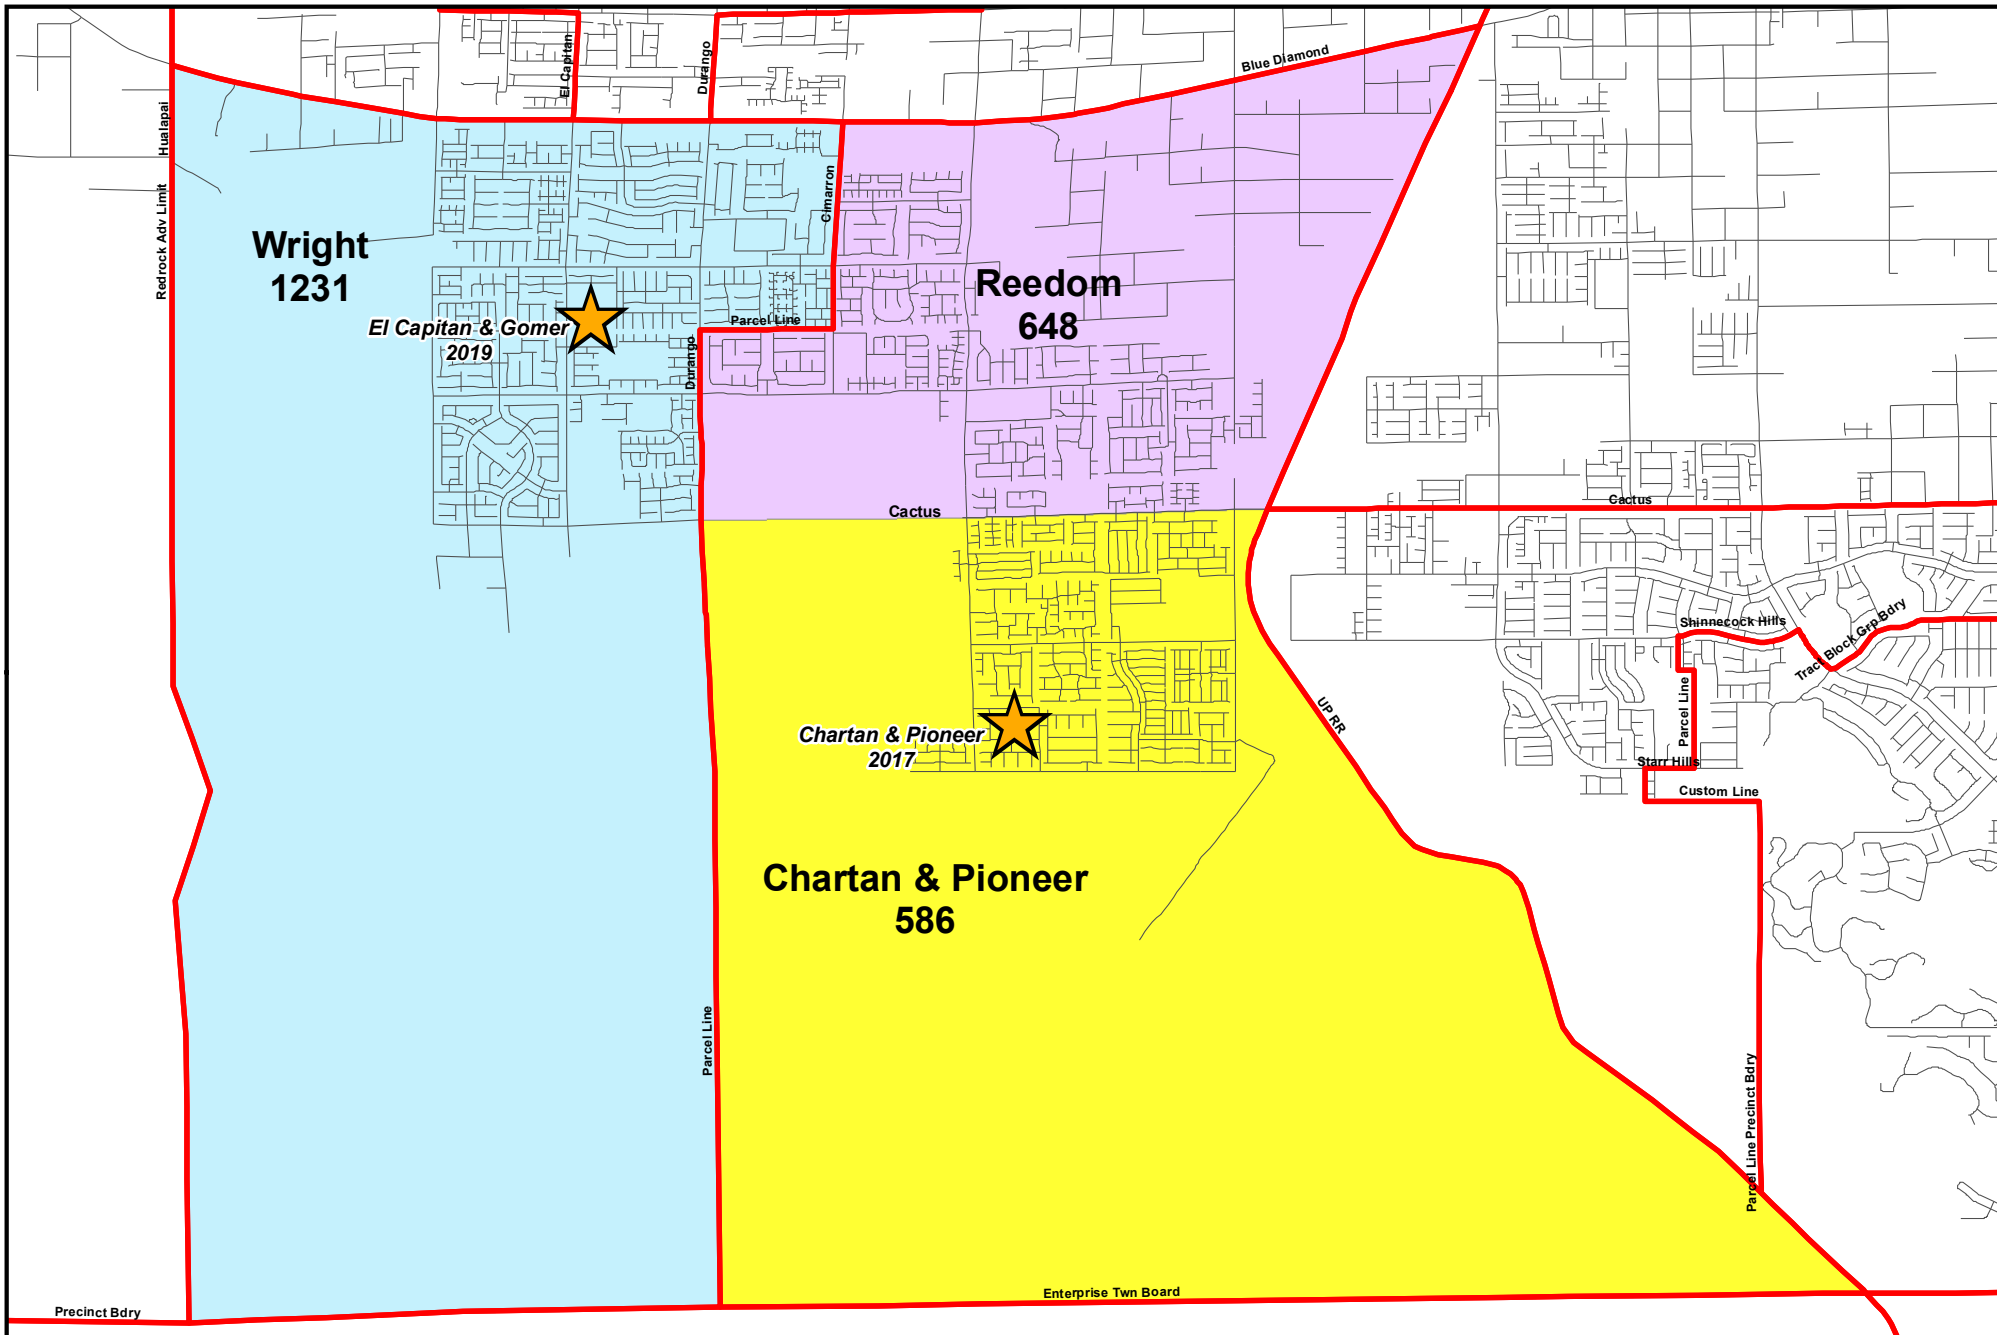 El Capitan
Durango
Blue Diamond
Hualapai
Redrock Adv Limit
Cimarron
Wright
1231
Reedom
648
El Capitan & Gomer
2019
Parcel Line
Durango
Cactus
Cactus
Shinnecock Hills
Tract Block Grp Bdry
Parcel Line
UP RR
Chartan & Pioneer
2017
Starr Hills
Custom Line
Chartan & Pioneer
586
Parcel Line
Parcel Line Precinct Bdry
Enterprise Twn Board
Precinct Bdry